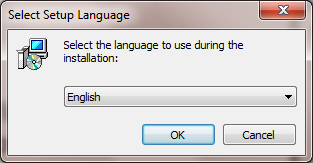 Select Setup Language
Select the language to use during the
installation:
English
OK
Cancel